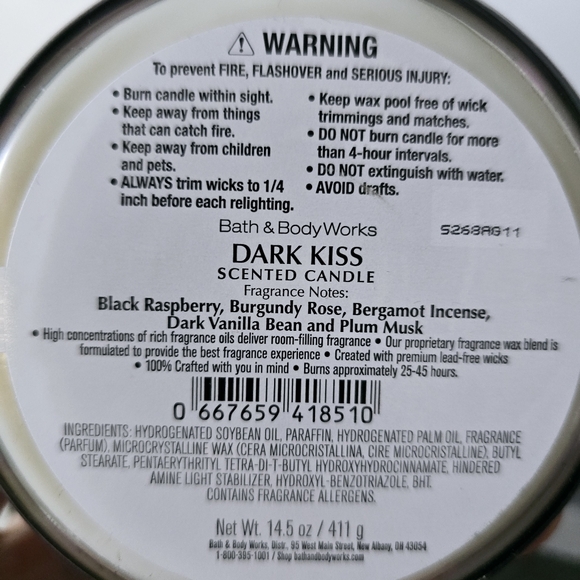 ⚠ WARNING
To prevent FIRE, FLASHOVER and SERIOUS INJURY:
• Burn candle within sight.
• Keep away from things
that can catch fire.
• Keep away from children
and pets.
• ALWAYS trim wicks to 1/4
inch before each relighting.
• Keep wax pool free of wick
trimmings and matches.
• DO NOT burn candle for more
than 4-hour intervals.
• DO NOT extinguish with water.
• AVOID drafts.
Bath & Body Works
5268A911
DARK KISS
SCENTED CANDLE
Fragrance Notes:
Black Raspberry, Burgundy Rose, Bergamot Incense,
Dark Vanilla Bean and Plum Musk
• High concentrations of rich fragrance oils deliver room-filling fragrance • Our proprietary fragrance wax blend is
formulated to provide the best fragrance experience • Created with premium lead-free wicks
• 100% Crafted with you in mind • Burns approximately 25-45 hours.
0 667659 418510
INGREDIENTS: HYDROGENATED SOYBEAN OIL, PARAFFIN, HYDROGENATED PALM OIL, FRAGRANCE
(PARFUM), MICROCRYSTALLINE WAX (CERA MICROCRISTALLINA, CIRE MICROCRISTALLINE), BUTYL
STEARATE, PENTAERYTHRITYL TETRA-DI-T-BUTYL HYDROXYHYDROCINNAMATE, HINDERED
AMINE LIGHT STABILIZER, HYDROXYL-BENZOTRIAZOLE, BHT.
CONTAINS FRAGRANCE ALLERGENS.
Net Wt. 14.5 oz / 411 g
Bath & Body Works, Distr., 95 West Main Street, New Albany, OH 43054
1-800-395-1001 / Shop bathandbodyworks.com